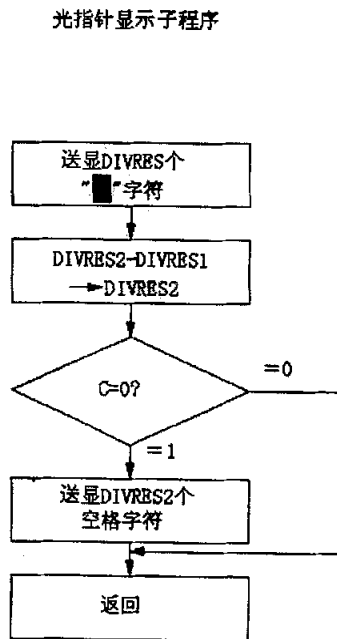 光指针显示子程序
送显DIVRES个
"█"字符
DIVRES2-DIVRES1
→DIVRES2
C=0?
=0
=1
送显DIVRES2个
空格字符
返回